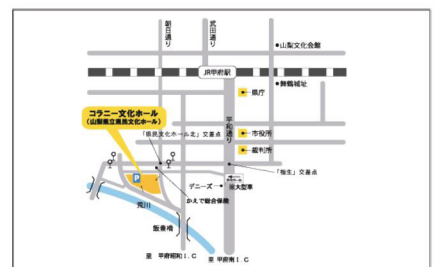 朝日通り
武田通り
●山梨文化会館
JR甲府駅
●舞鶴城址
県庁
コラニー文化ホール
(山梨県立県民文化ホール)
平和通り
市役所
「県民文化ホール北」交差点
裁判所
「相生」交差点
P
デニーズ
※大型車
かえで総合保険
荒川
飯豊橋
至 甲府昭和I.C
至 甲府南I.C